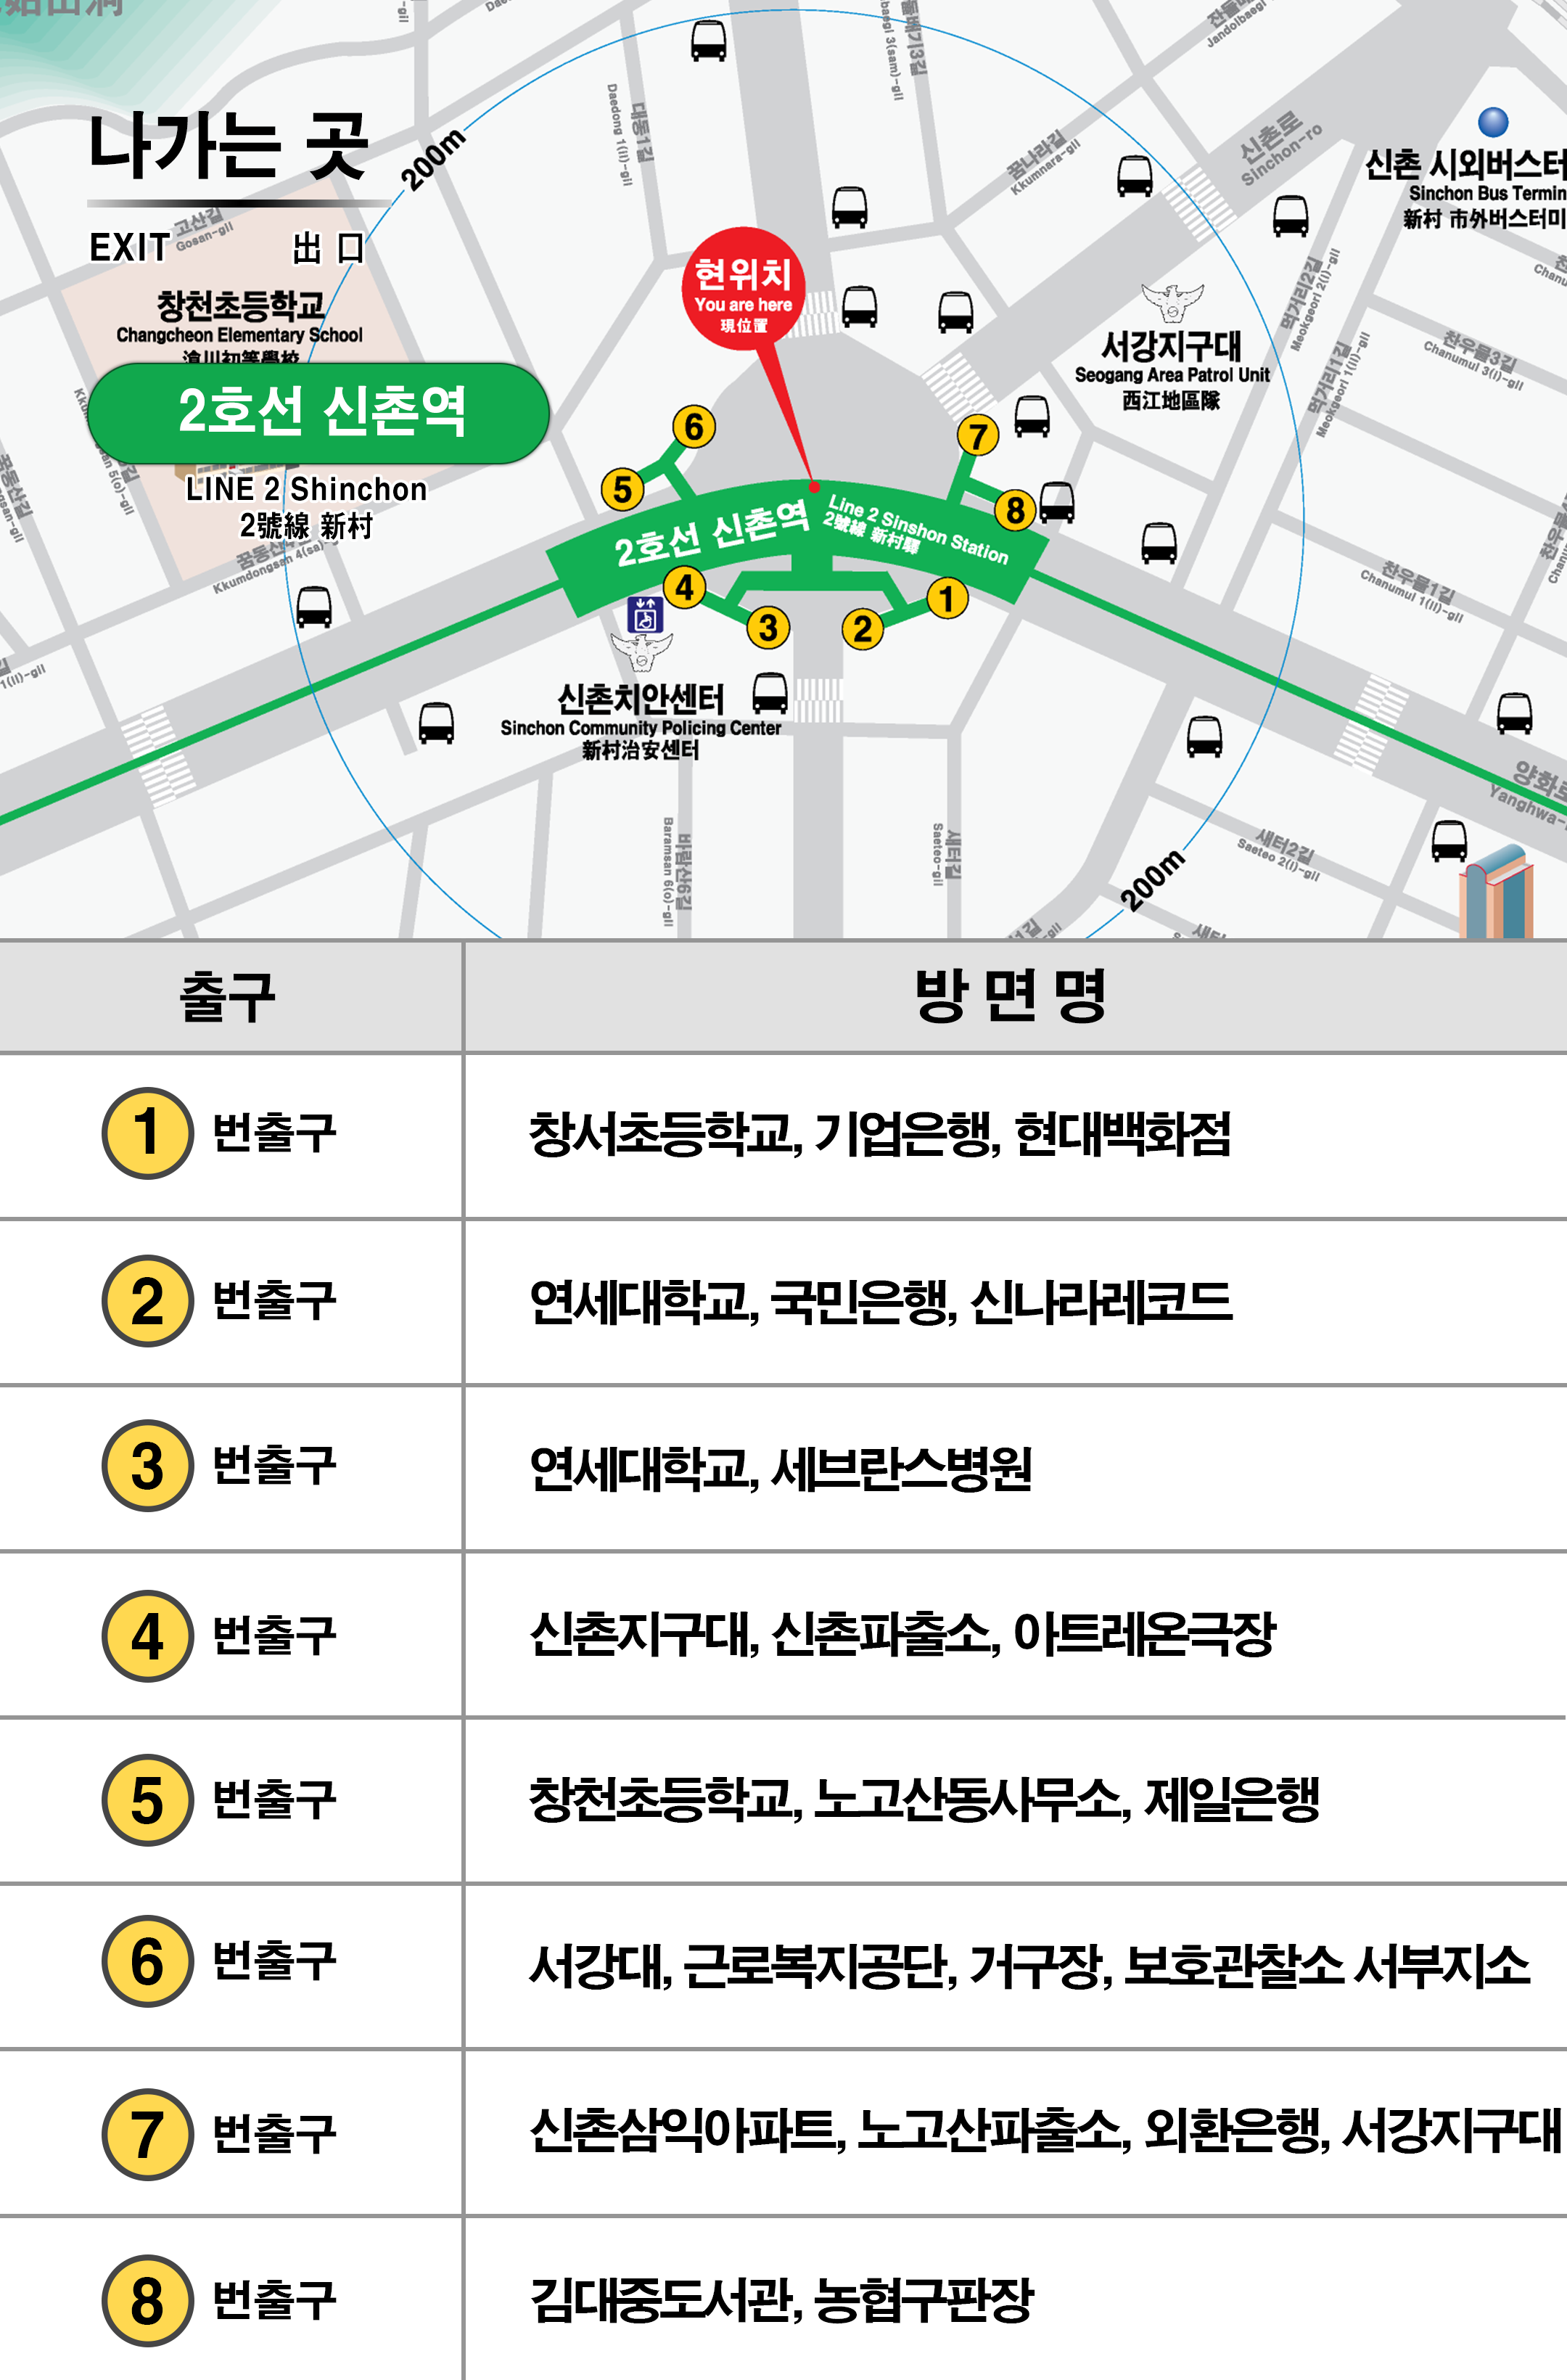 나가는 곳
EXIT 出 口
창천초등학교
Changcheon Elementary School
2호선 신촌역
LINE 2 Shinchon
2號線 新村
200m
고산길
Gosan-gil
대동1길
Daedong 1(il)-gil
꿈나라길
Kkumnara-gil
신촌로
Sinchon-ro
신촌 시외버스터
Sinchon Bus Termin
新村 市外버스터미
현위치
You are here
現位置
서강지구대
Seogang Area Patrol Unit
西江地區隊
먹거리2길
Meokgeori 2(i)-gil
먹거리1길
Meokgeori 1(il)-gil
찬우물3길
Chanumul 3(i)-gil
찬우물1길
Chanumul 1(il)-gil
6
5
7
8
2호선 신촌역
Line 2 Sinshon Station
2號線 新村驛
4
3
2
1
Kkumdongsan 4(sa)-gil
신촌치안센터
Sinchon Community Policing Center
新村治安센터
바람산6길
Baramsan 6(o)-gil
새터길
Saeteo-gil
새터2길
Saeteo 2(i)-gil
200m
양화로
Yanghwa-
출구 방 면 명
1 번출구 창서초등학교, 기업은행, 현대백화점
2 번출구 연세대학교, 국민은행, 신나라레코드
3 번출구 연세대학교, 세브란스병원
4 번출구 신촌지구대, 신촌파출소, 아트레온극장
5 번출구 창천초등학교, 노고산동사무소, 제일은행
6 번출구 서강대, 근로복지공단, 거구장, 보호관찰소 서부지소
7 번출구 신촌삼익아파트, 노고산파출소, 외환은행, 서강지구대
8 번출구 김대중도서관, 농협구판장